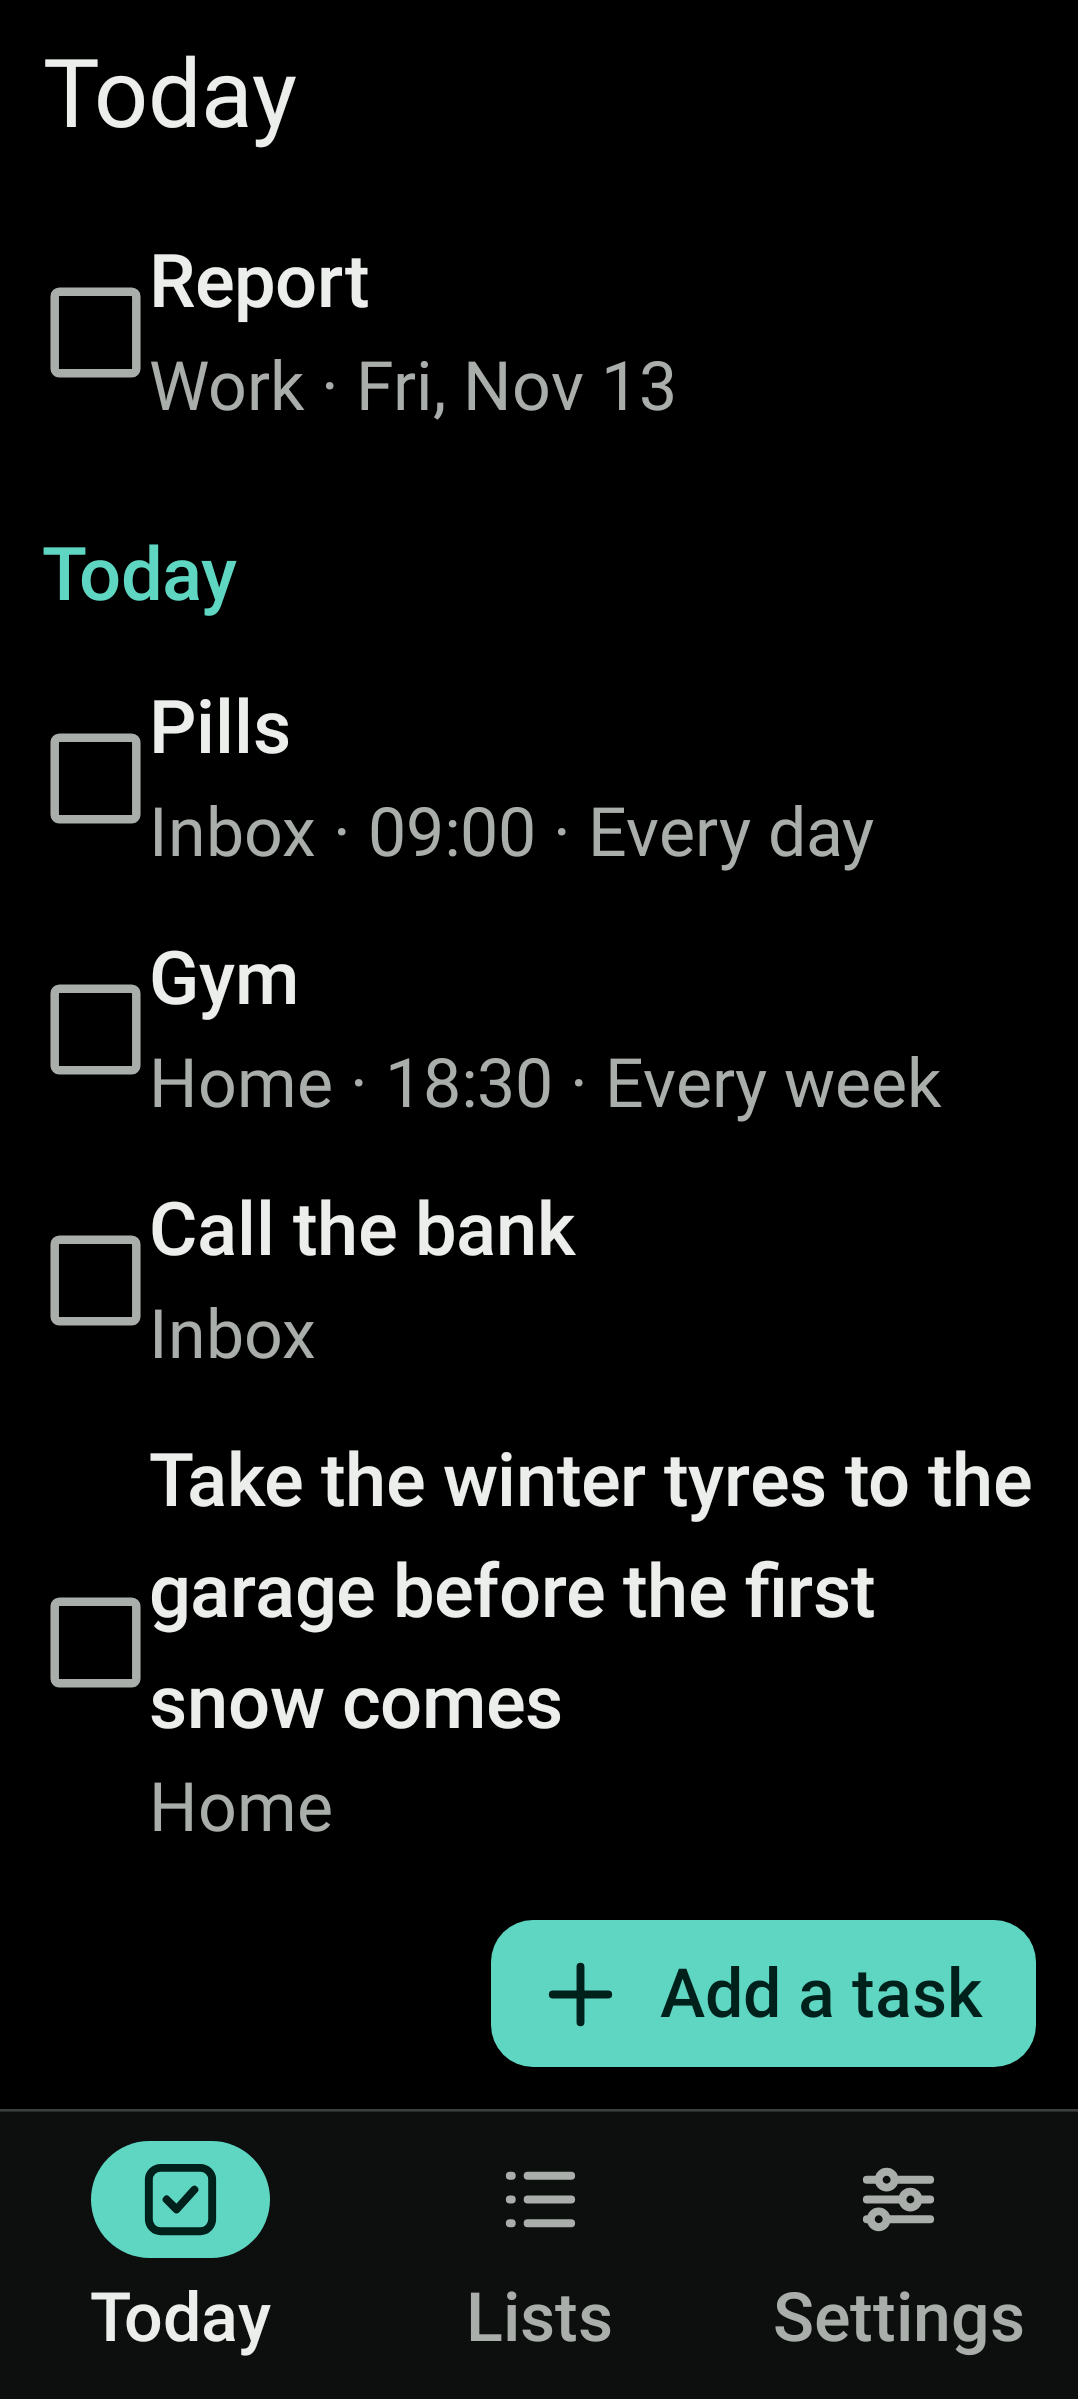 Today
Report
Work · Fri, Nov 13
Today
Pills
Inbox · 09:00 · Every day
Gym
Home · 18:30 · Every week
Call the bank
Inbox
Take the winter tyres to the
garage before the first
snow comes
Home
Add a task
Today
Lists
Settings